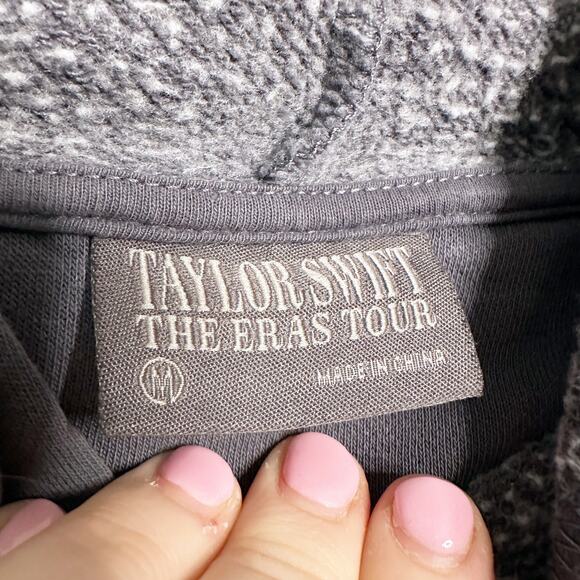 TAYLOR SWIFT
THE ERAS TOUR
M
MADE IN CHINA